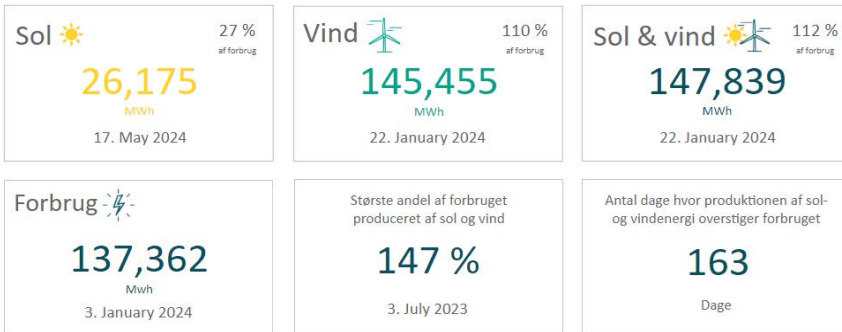 Sol
27 %
af forbrug
26,175
MWh
17. May 2024
Vind
110 %
af forbrug
145,455
MWh
22. January 2024
Sol & vind
112 %
af forbrug
147,839
MWh
22. January 2024
Forbrug
137,362
Mwh
3. January 2024
Største andel af forbruget
produceret af sol og vind
147 %
3. July 2023
Antal dage hvor produktionen af sol-
og vindenergi overstiger forbruget
163
Dage